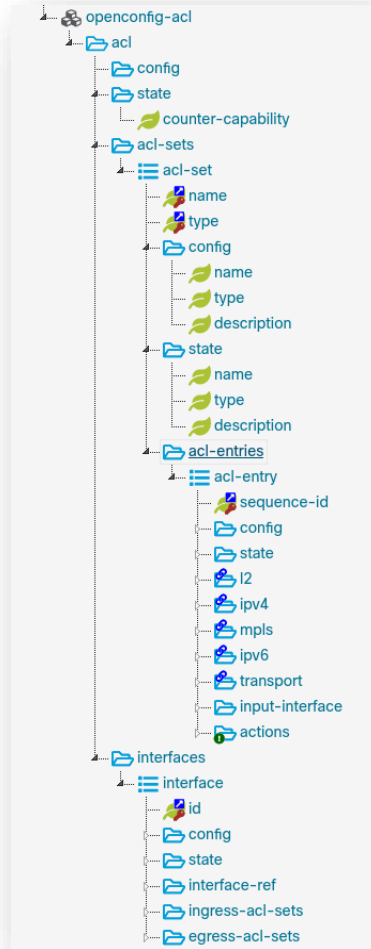 openconfig-acl
acl
config
state
counter-capability
acl-sets
acl-set
name
type
config
name
type
description
state
name
type
description
acl-entries
acl-entry
sequence-id
config
state
l2
ipv4
mpls
ipv6
transport
input-interface
actions
interfaces
interface
id
config
state
interface-ref
ingress-acl-sets
egress-acl-sets